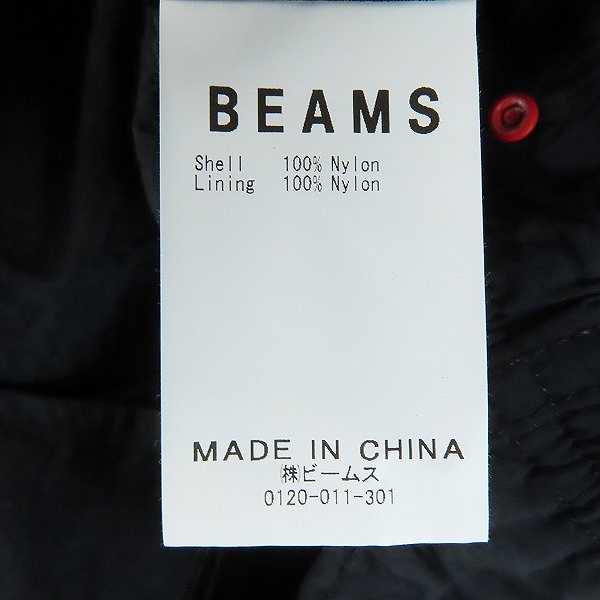 BEAMS
Shell 100% Nylon
Lining 100% Nylon
MADE IN CHINA
㈱ビームス
0120-011-301